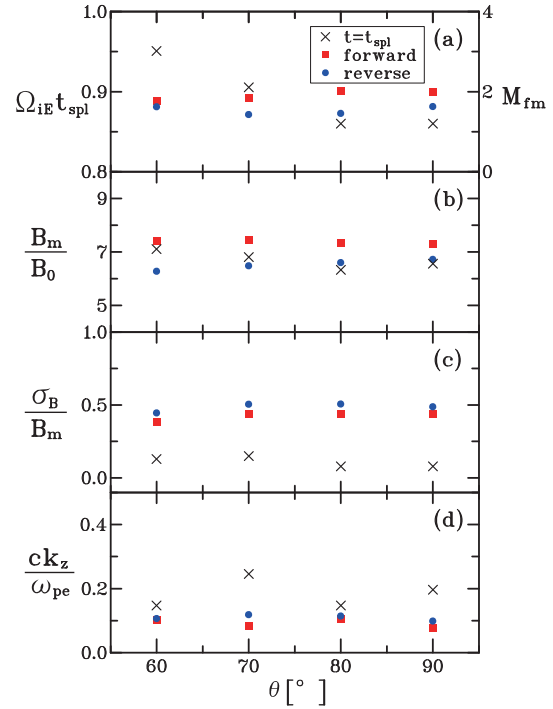 1.0
0.9
0.8
Ω_iE t_spl
4
2
0
M_fm
(a)
× t=t_spl
■ forward
● reverse
9
7
5
B_m
B_0
(b)
1.0
0.5
0.0
σ_B
B_m
(c)
0.4
0.2
0.0
ck_z
ω_pe
(d)
60 70 80 90
θ[°]